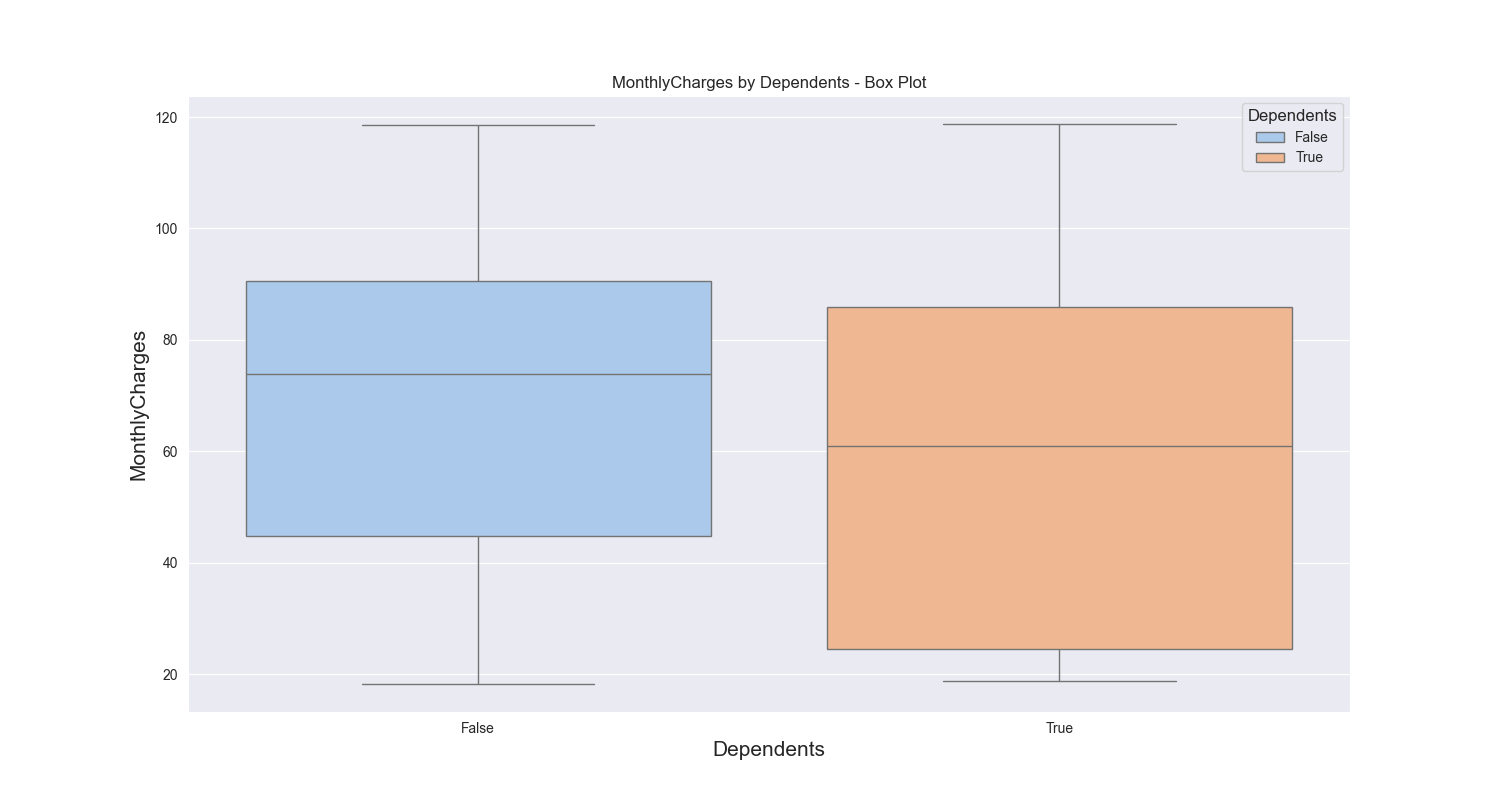 MonthlyCharges by Dependents - Box Plot
Dependents
False
True
120
100
80
60
40
20
MonthlyCharges
False
True
Dependents